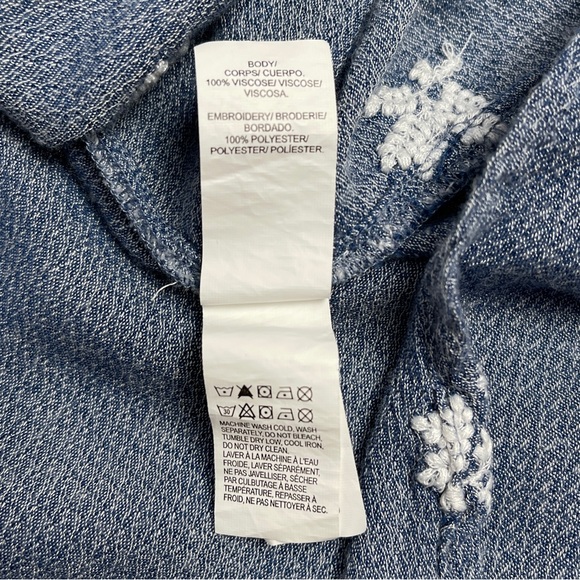 BODY/
CORPS/ CUERPO.
100% VISCOSE/ VISCOSE/
VISCOSA.
EMBROIDERY/ BRODERIE/
BORDADO.
100% POLYESTER/
POLYESTER/ POLIÉSTER.
30
MACHINE WASH COLD. WASH
SEPARATELY, DO NOT BLEACH,
TUMBLE DRY LOW, COOL IRON,
DO NOT DRY CLEAN.
LAVER À LA MACHINE À L'EAU
FROIDE, LAVER SÉPARÉMENT,
NE PAS JAVELLISER, SÉCHER
PAR CULBUTAGE À BASSE
TEMPÉRATURE, REPASSER À
FROID, NE PAS NETTOYER À SEC.